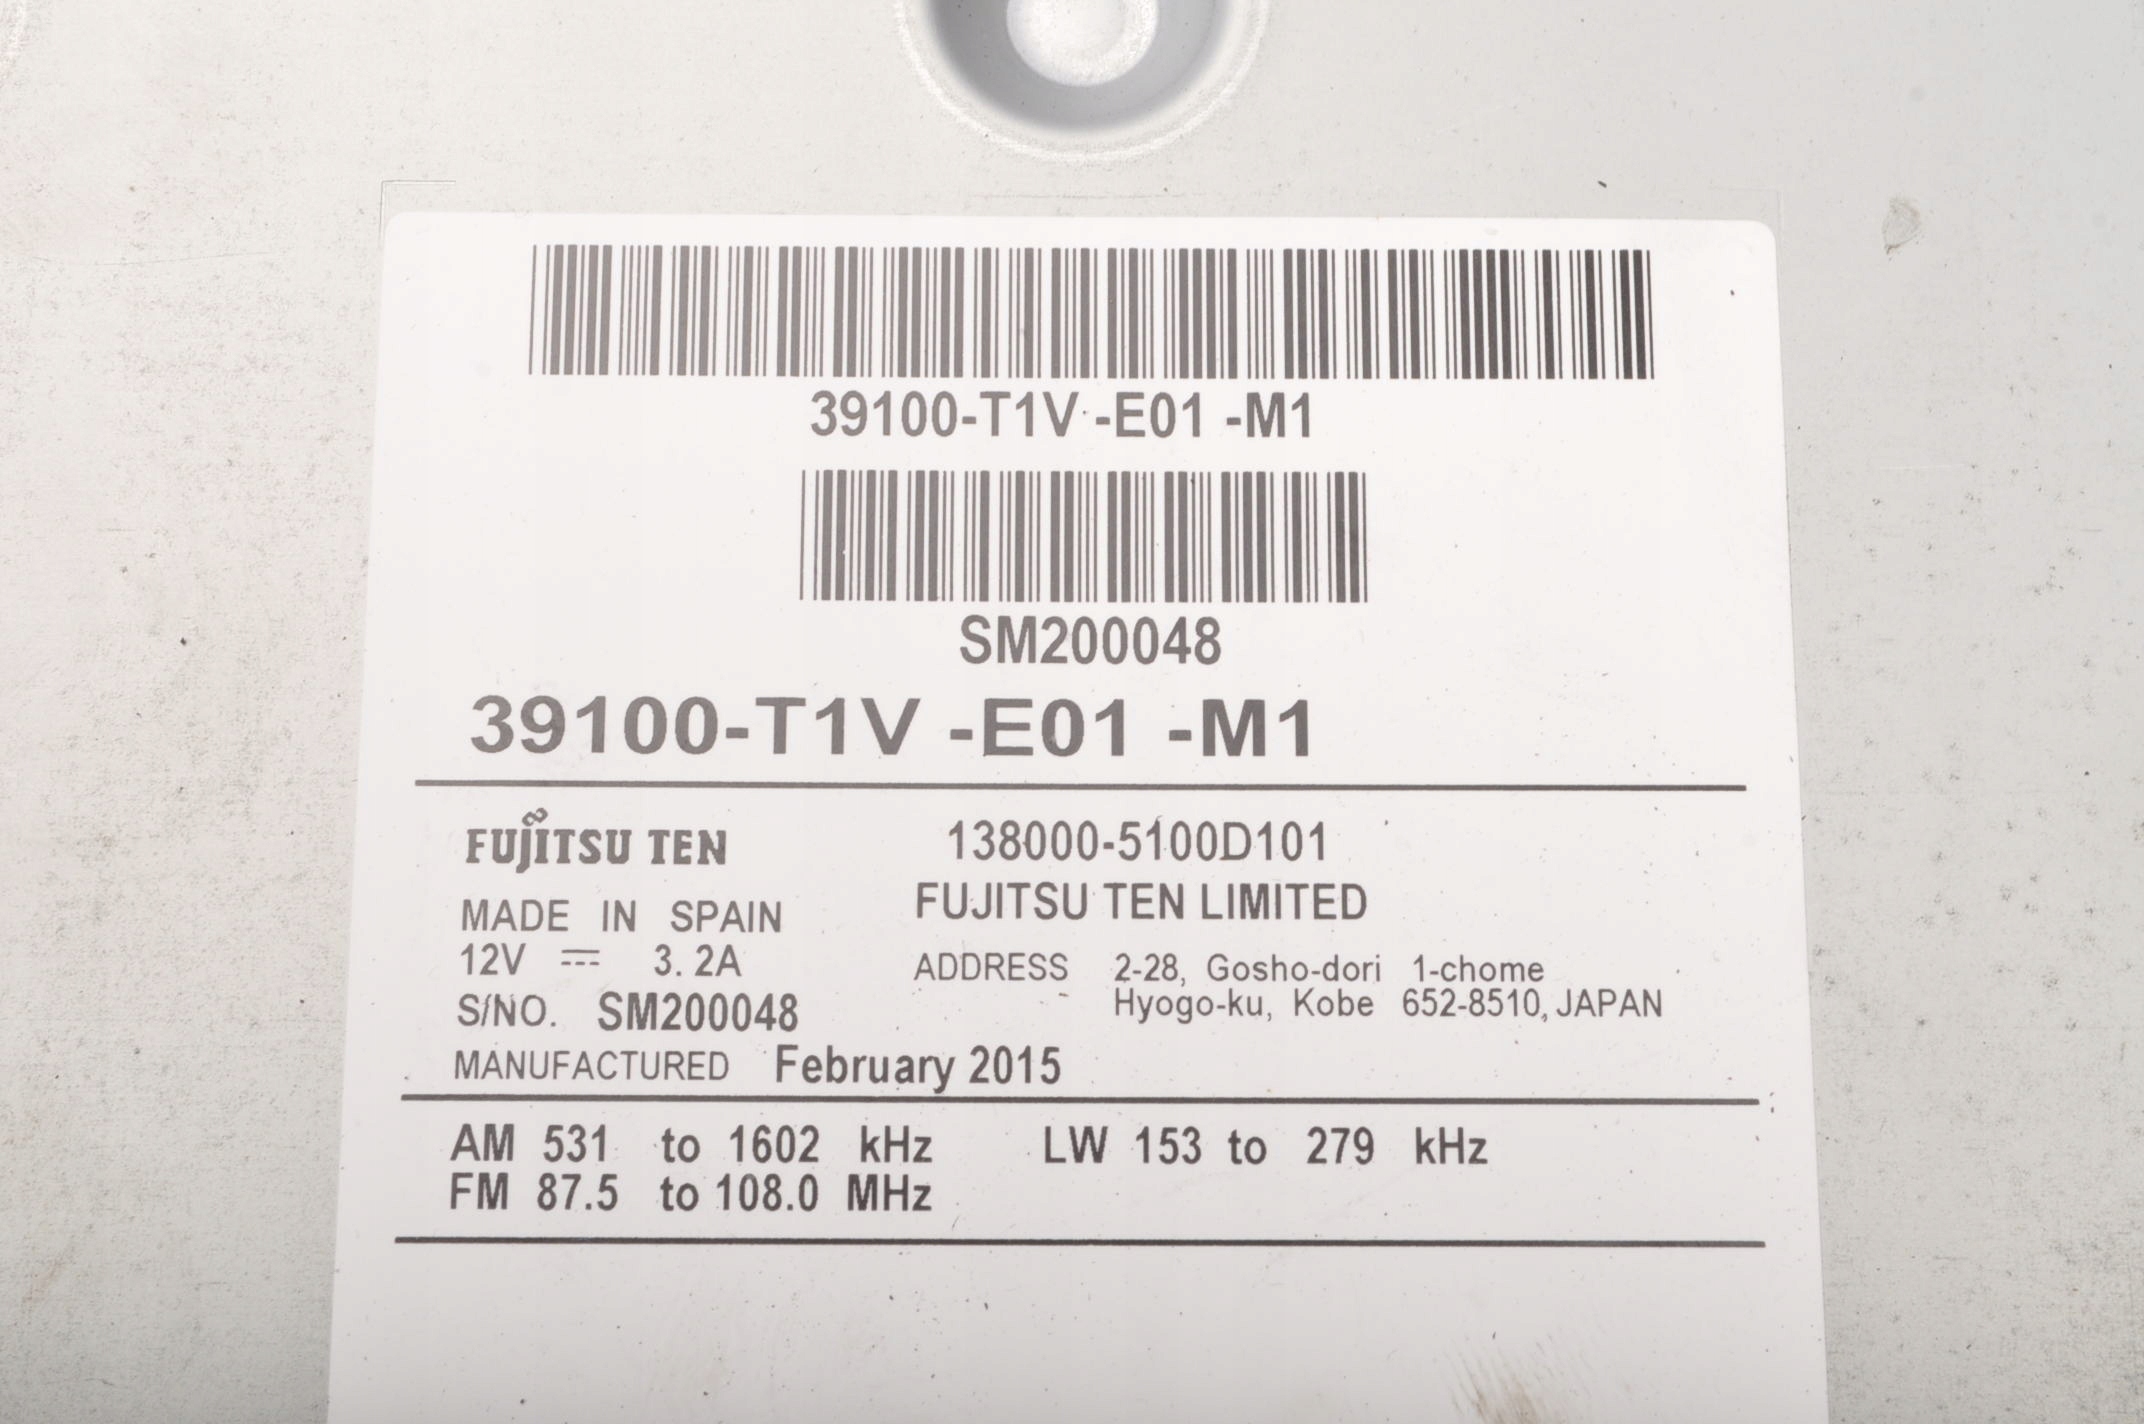 39100-T1V -E01 -M1
SM200048
39100-T1V -E01 -M1
FUJITSU TEN 138000-5100D101
FUJITSU TEN LIMITED
MADE IN SPAIN
12V ⎓ 3.2A ADDRESS 2-28, Gosho-dori 1-chome
Hyogo-ku, Kobe 652-8510, JAPAN
S/NO. SM200048
MANUFACTURED February 2015
AM 531 to 1602 kHz LW 153 to 279 kHz
FM 87.5 to 108.0 MHz